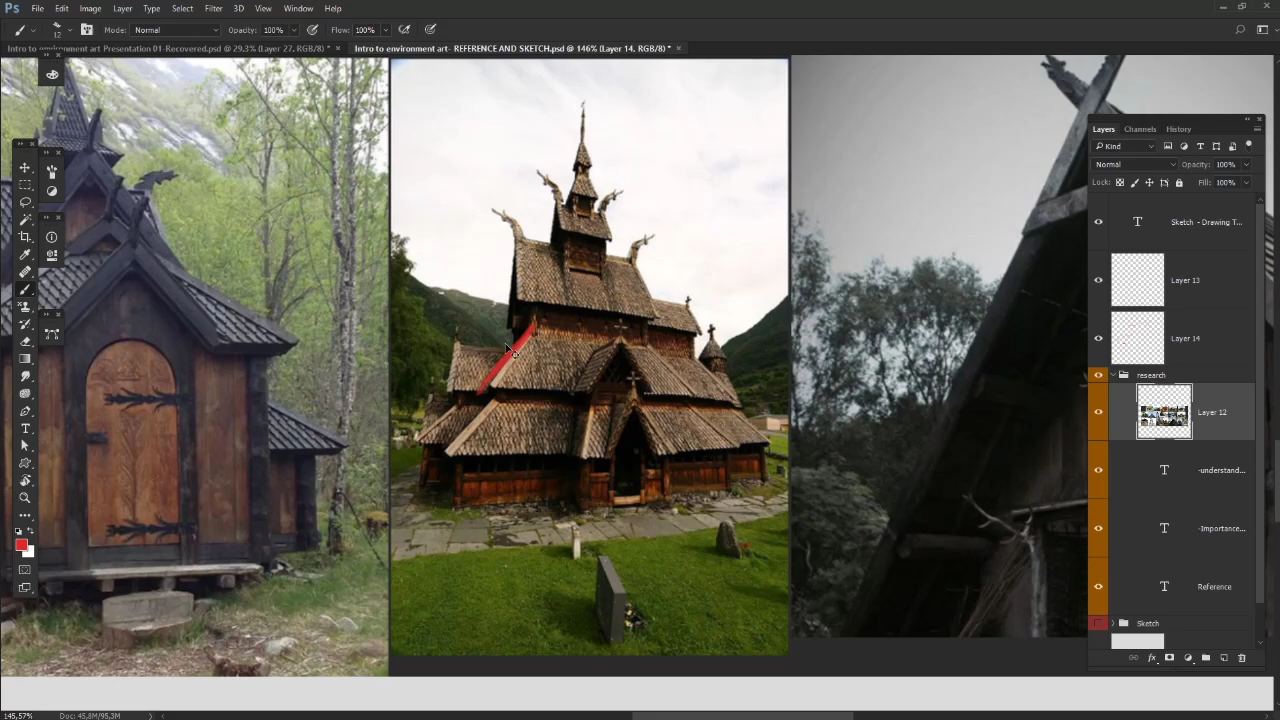 Ps File Edit Image Layer Type Select Filter 3D View Window Help
12 Mode: Normal Opacity: 100% Flow: 100%
Intro to environment art Presentation 01-Recovered.psd @ 29.3% (Layer 27, RGB/8) * × Intro to environment art- REFERENCE AND SKETCH.psd @ 146% (Layer 14, RGB/8) * ×
Layers Channels History
Kind
Normal Opacity: 100%
Lock: Fill: 100%
T Sketch - Drawing T...
Layer 13
Layer 14
research
Layer 12
T -understand...
T -Importance...
T Reference
Sketch
fx
145,57% Doc: 45,8M/95,3M